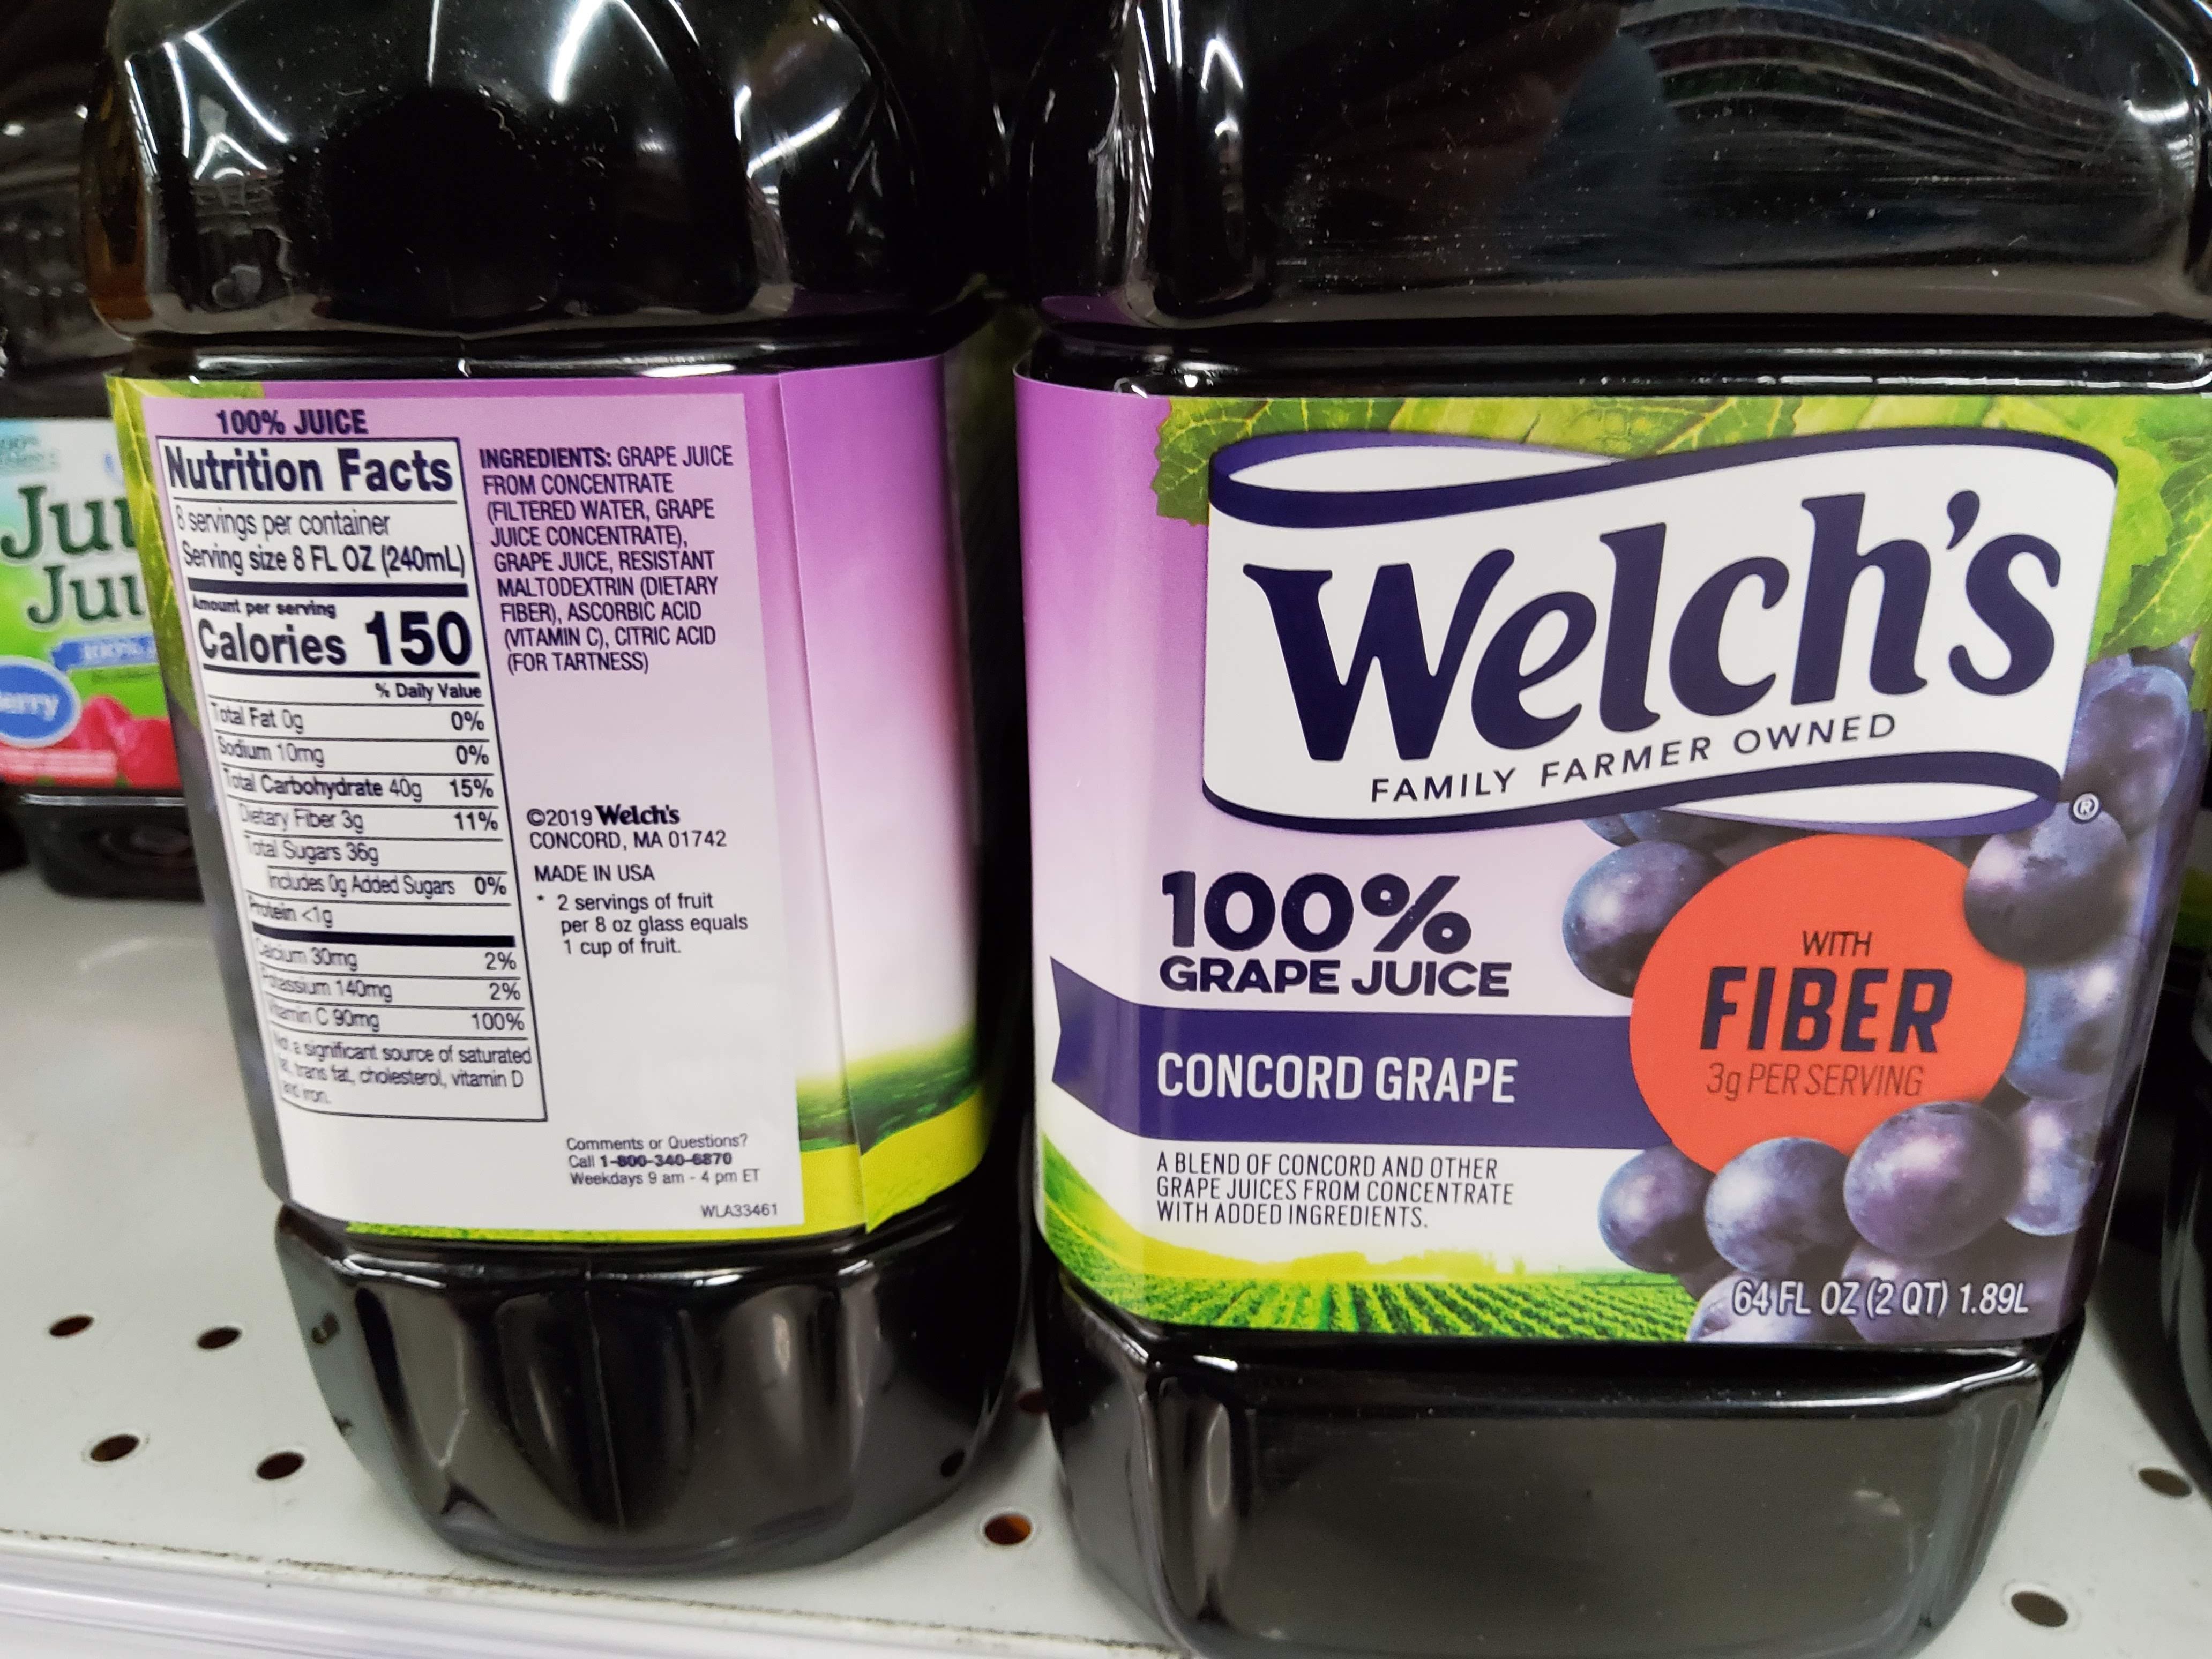 100% JUICE
Nutrition Facts
8 servings per container
Serving size 8 FL OZ (240mL)
Amount per serving
Calories 150
% Daily Value
Total Fat 0g 0%
Sodium 10mg 0%
Total Carbohydrate 40g 15%
Dietary Fiber 3g 11%
Total Sugars 36g
Includes 0g Added Sugars 0%
Protein <1g
Calcium 30mg 2%
Potassium 140mg 2%
Vitamin C 90mg 100%
Not a significant source of saturated
fat, trans fat, cholesterol, vitamin D
and iron.
INGREDIENTS: GRAPE JUICE
FROM CONCENTRATE
(FILTERED WATER, GRAPE
JUICE CONCENTRATE),
GRAPE JUICE, RESISTANT
MALTODEXTRIN (DIETARY
FIBER), ASCORBIC ACID
(VITAMIN C), CITRIC ACID
(FOR TARTNESS)
©2019 Welch's
CONCORD, MA 01742
MADE IN USA
* 2 servings of fruit
per 8 oz glass equals
1 cup of fruit.
Comments or Questions?
Call 1-800-340-6870
Weekdays 9 am - 4 pm ET
WLA33461
Welch's
FAMILY FARMER OWNED
®
100%
GRAPE JUICE
CONCORD GRAPE
A BLEND OF CONCORD AND OTHER
GRAPE JUICES FROM CONCENTRATE
WITH ADDED INGREDIENTS.
WITH
FIBER
3g PER SERVING
64 FL OZ (2 QT) 1.89L